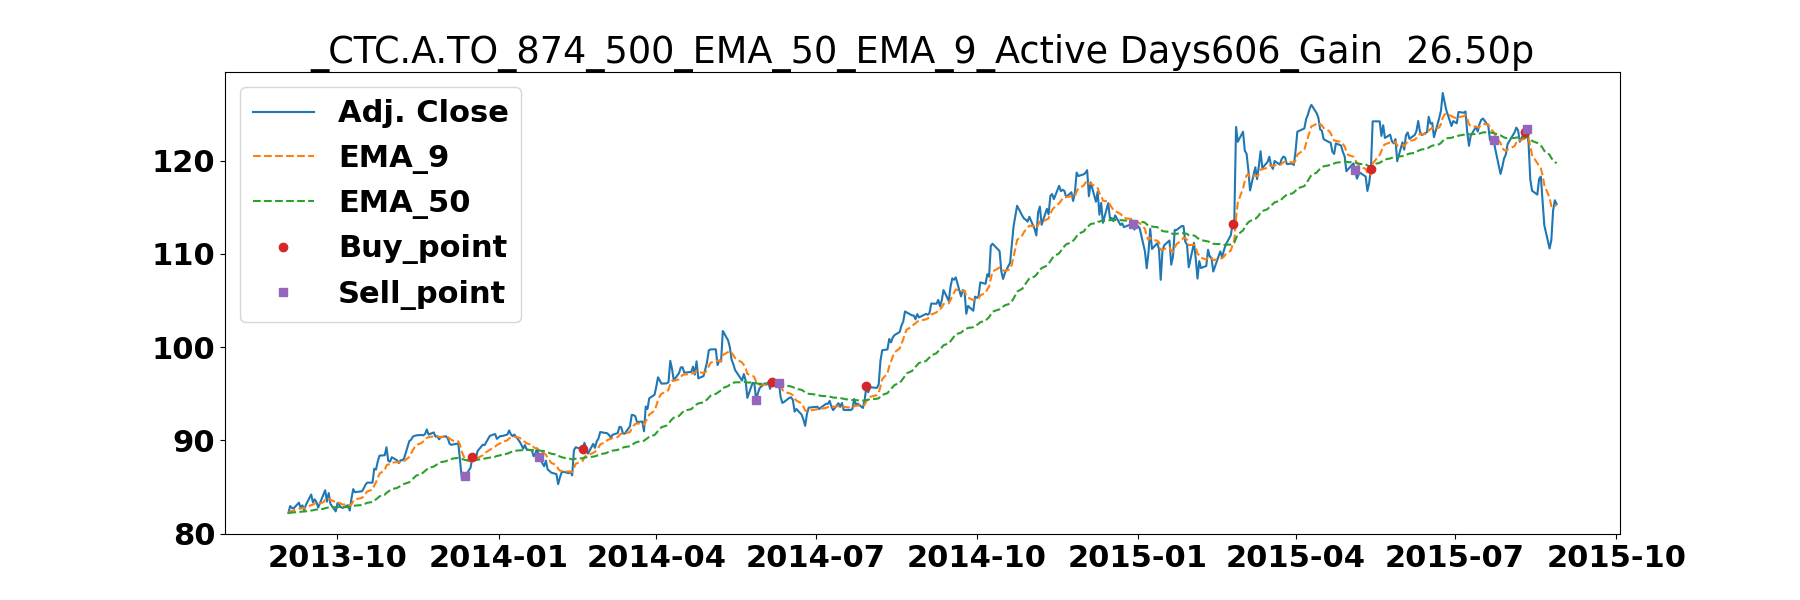 _CTC.A.TO_874_500_EMA_50_EMA_9_Active Days606_Gain  26.50p
Adj. Close
EMA_9
EMA_50
Buy_point
Sell_point
120
110
100
90
80
2013-10 2014-01 2014-04 2014-07 2014-10 2015-01 2015-04 2015-07 2015-10